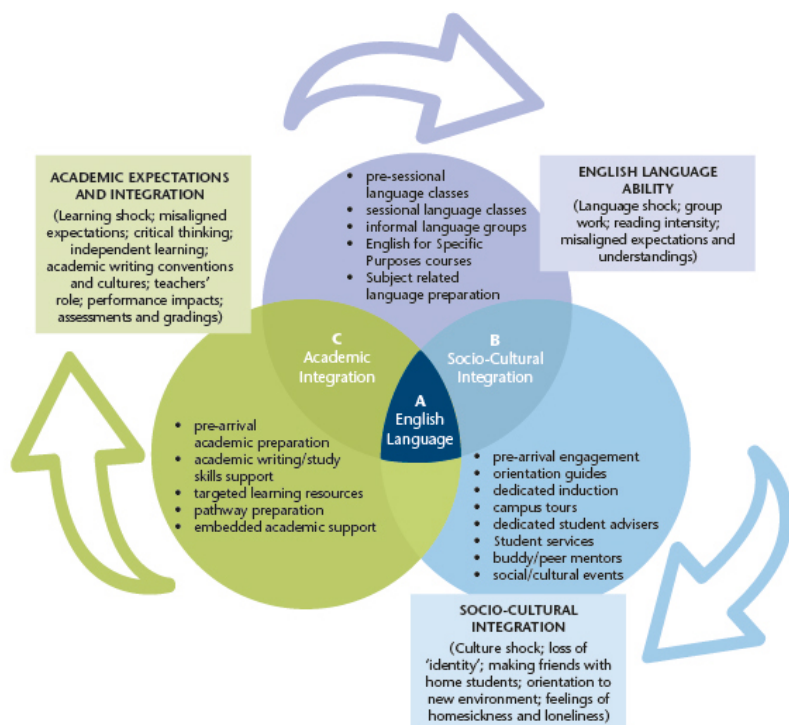 ACADEMIC EXPECTATIONS
AND INTEGRATION
(Learning shock; misaligned
expectations; critical thinking;
independent learning;
academic writing conventions
and cultures; teachers'
role; performance impacts;
assessments and gradings)
• pre-sessional
language classes
• sessional language classes
• informal language groups
• English for Specific
Purposes courses
• Subject related
language preparation
ENGLISH LANGUAGE
ABILITY
(Language shock; group
work; reading intensity;
misaligned expectations and
understandings)
C
Academic
Integration
B
Socio-Cultural
Integration
A
English
Language
• pre-arrival
academic preparation
• academic writing/study
skills support
• targeted learning resources
• pathway preparation
• embedded academic support
• pre-arrival engagement
• orientation guides
• dedicated induction
• campus tours
• dedicated student advisers
• Student services
• buddy/peer mentors
• social/cultural events
SOCIO-CULTURAL
INTEGRATION
(Culture shock; loss of
'identity'; making friends with
home students; orientation to
new environment; feelings of
homesickness and loneliness)